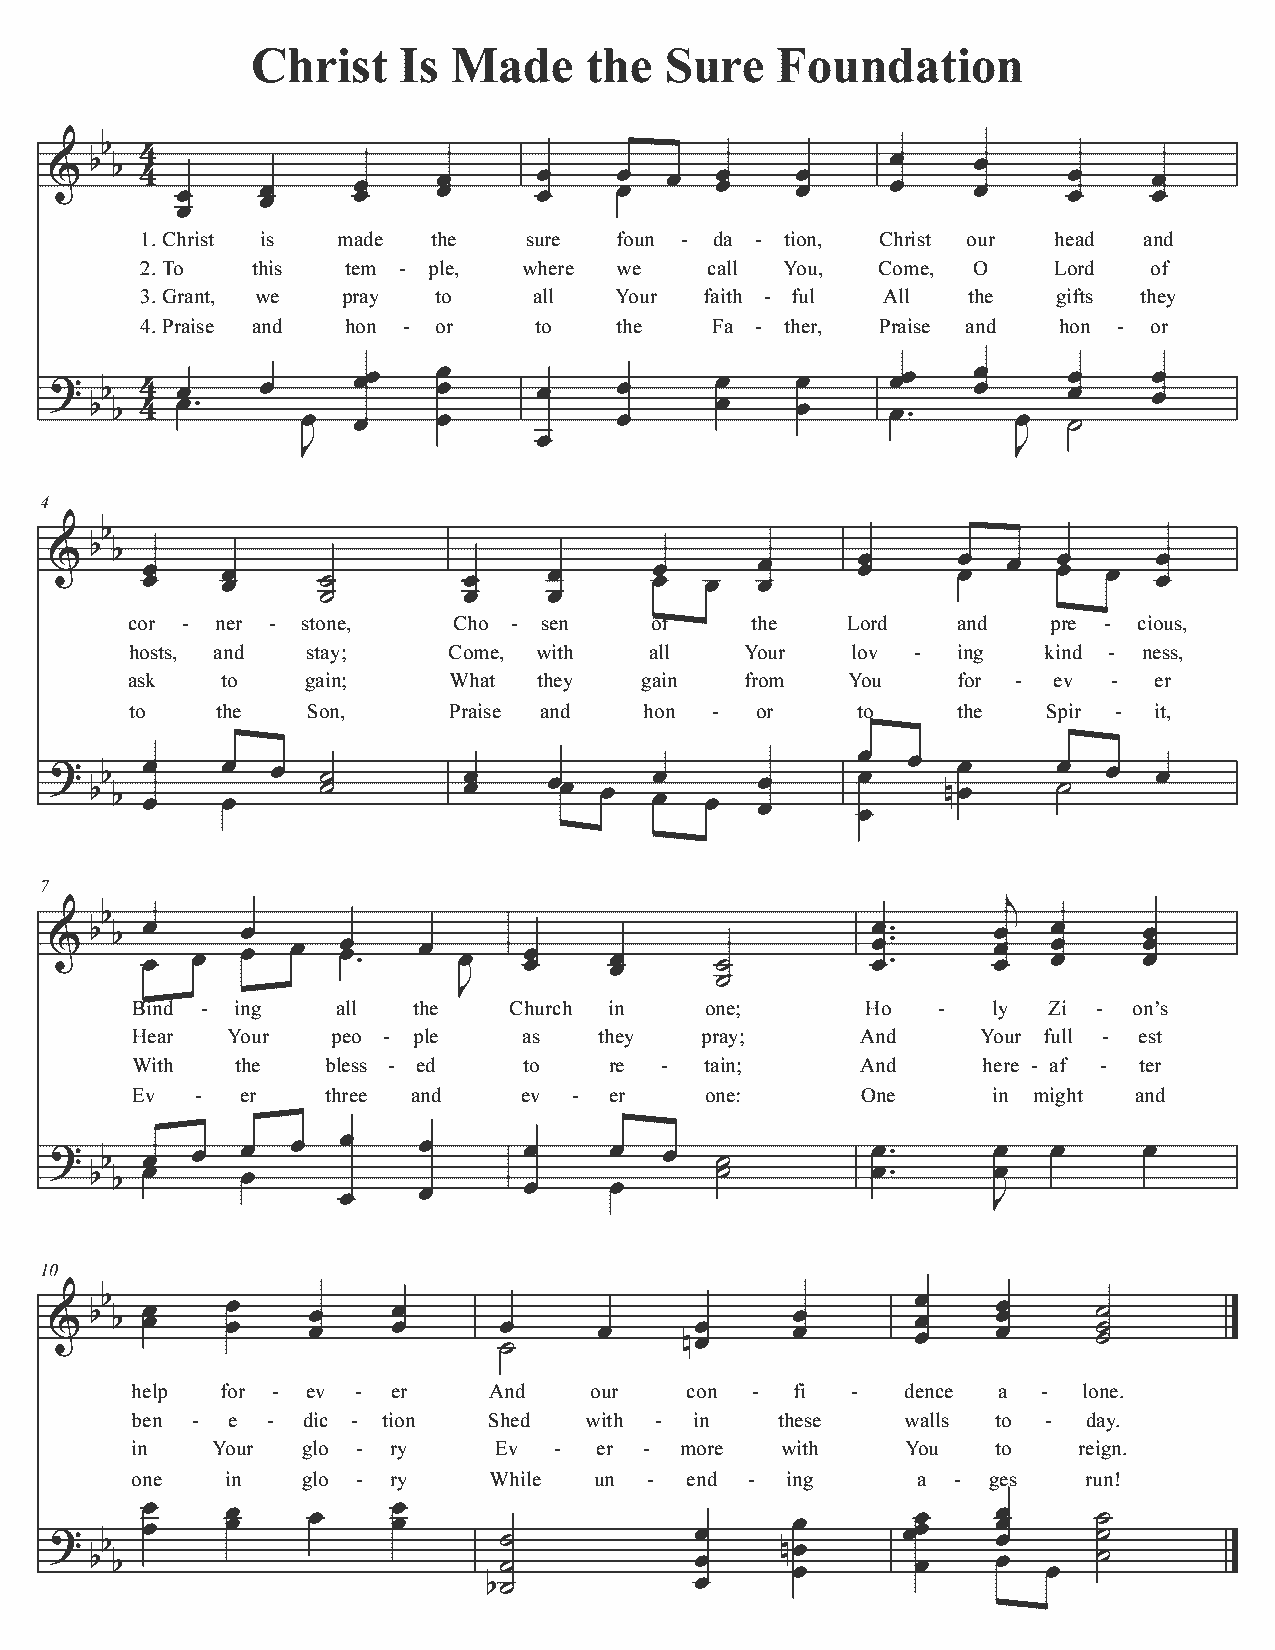 Christ Is Made the Sure Foundation
1. Christ is made the sure foun - da - tion, Christ our head and
2. To this tem - ple, where we call You, Come, O Lord of
3. Grant, we pray to all Your faith - ful All the gifts they
4. Praise and hon - or to the Fa - ther, Praise and hon - or
4
cor - ner - stone, Cho - sen of the Lord and pre - cious,
hosts, and stay; Come, with all Your lov - ing kind - ness,
ask to gain; What they gain from You for - ev - er
to the Son, Praise and hon - or to the Spir - it,
7
Bind - ing all the Church in one; Ho - ly Zi - on's
Hear Your peo - ple as they pray; And Your full - est
With the bless - ed to re - tain; And here - af - ter
Ev - er three and ev - er one: One in might and
10
help for - ev - er And our con - fi - dence a - lone.
ben - e - dic - tion Shed with - in these walls to - day.
in Your glo - ry Ev - er - more with You to reign.
one in glo - ry While un - end - ing a - ges run!